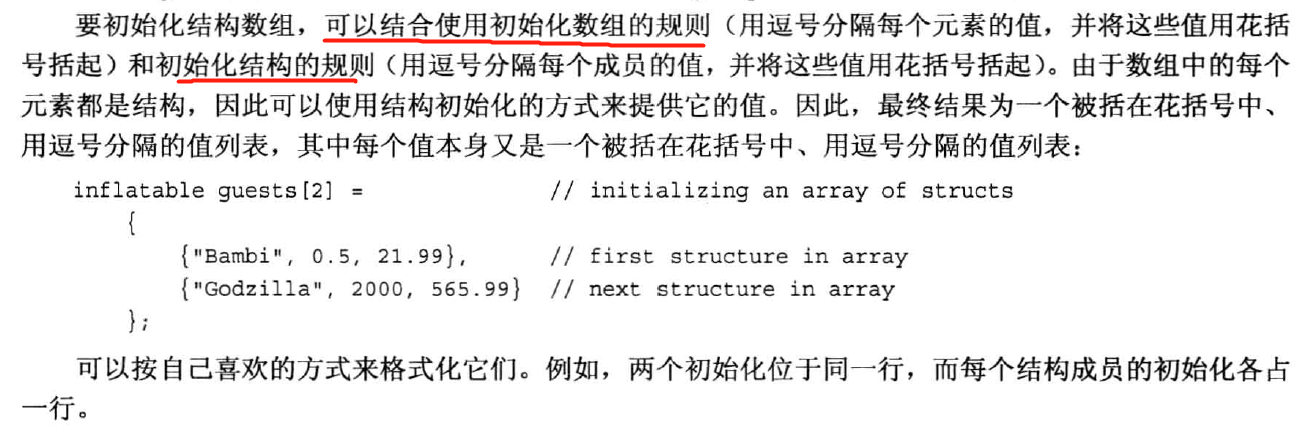 要初始化结构数组，可以结合使用初始化数组的规则（用逗号分隔每个元素的值，并将这些值用花括
号括起）和初始化结构的规则（用逗号分隔每个成员的值，并将这些值用花括号括起）。由于数组中的每个
元素都是结构，因此可以使用结构初始化的方式来提供它的值。因此，最终结果为一个被括在花括号中、
用逗号分隔的值列表，其中每个值本身又是一个被括在花括号中、用逗号分隔的值列表：
inflatable guests[2] = // initializing an array of structs
{
{"Bambi", 0.5, 21.99}, // first structure in array
{"Godzilla", 2000, 565.99} // next structure in array
};
可以按自己喜欢的方式来格式化它们。例如，两个初始化位于同一行，而每个结构成员的初始化各占
一行。